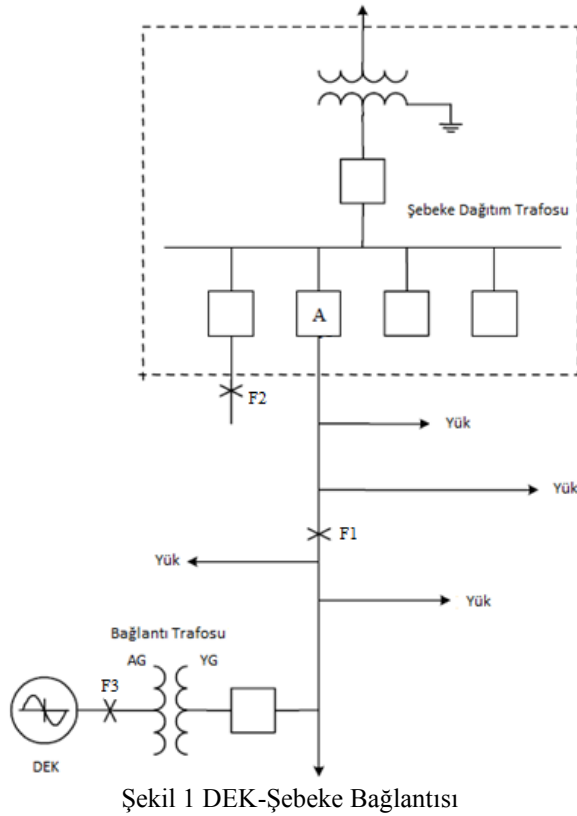 Şebeke Dağıtım Trafosu
A
F2
Yük
Yük
F1
Yük
Yük
Bağlantı Trafosu
AG YG
F3
DEK
Şekil 1 DEK-Şebeke Bağlantısı